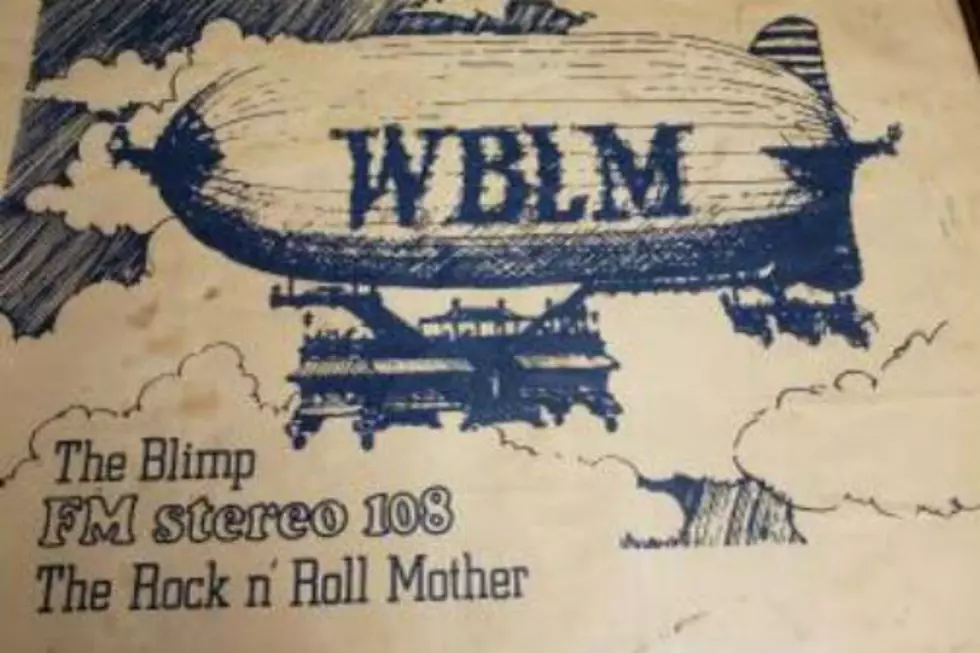 WBLM
The Blimp
FM stereo 108
The Rock n' Roll Mother